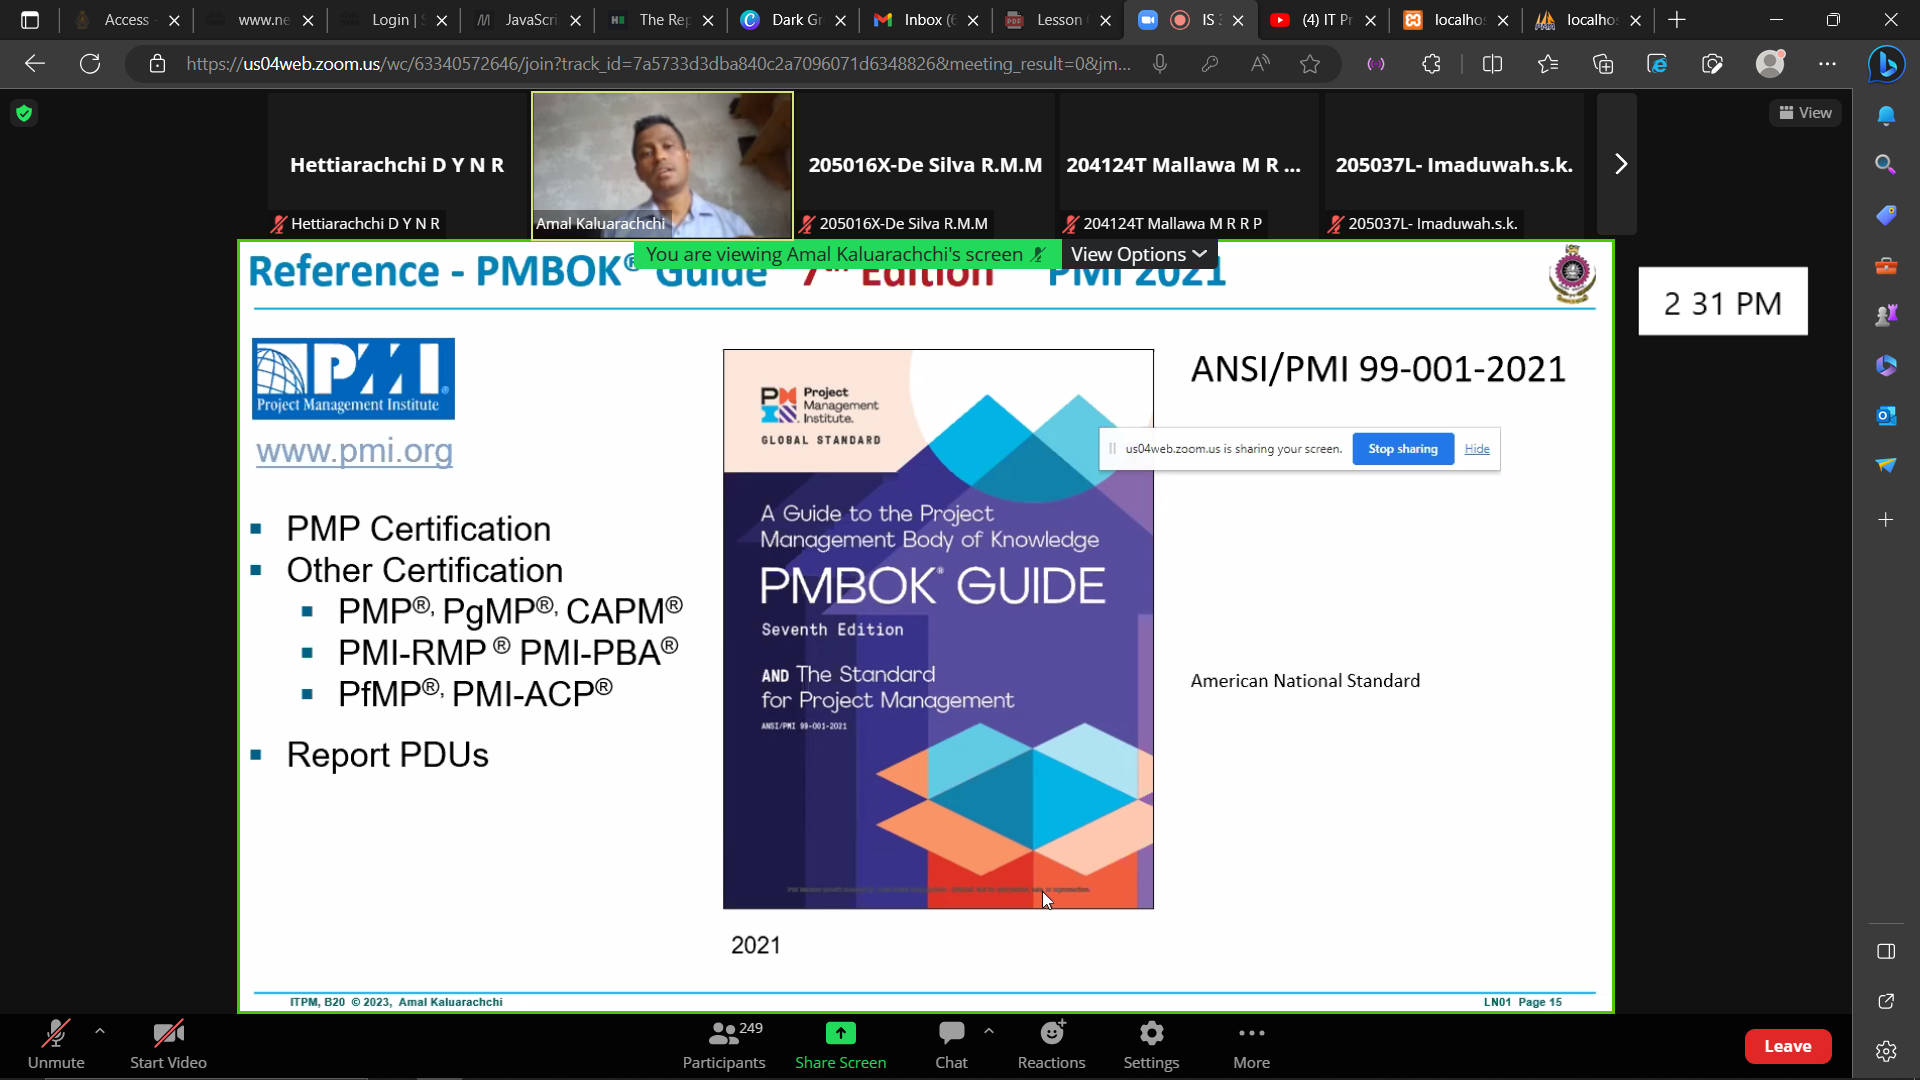 Access
www.ne
Login |
JavaScri
The Rep
Dark Gr
Inbox (6
Lesson
IS
(4) IT Pr
localhos
localhos
https://us04web.zoom.us/wc/63340572646/join?track_id=7a5733d3dba840c2a7096071d6348826&meeting_result=0&jm...
View
Hettiarachchi D Y N R
205016X-De Silva R.M.M
204124T Mallawa M R ...
205037L- Imaduwah.s.k.
Hettiarachchi D Y N R
Amal Kaluarachchi
205016X-De Silva R.M.M
204124T Mallawa M R R P
205037L- Imaduwah.s.k.
You are viewing Amal Kaluarachchi's screen
View Options
Reference - PMBOK® Guide 7th Edition PMI 2021
2 31 PM
PMI®
Project Management Institute
www.pmi.org
PMP Certification
Other Certification
PMP®, PgMP®, CAPM®
PMI-RMP ® PMI-PBA®
PfMP®, PMI-ACP®
Report PDUs
Project
Management
Institute.
GLOBAL STANDARD
A Guide to the Project
Management Body of Knowledge
PMBOK® GUIDE
Seventh Edition
AND The Standard
for Project Management
ANSI/PMI 99-001-2021
2021
ANSI/PMI 99-001-2021
us04web.zoom.us is sharing your screen.
Stop sharing
Hide
American National Standard
ITPM, B20 © 2023, Amal Kaluarachchi
LN01 Page 15
Unmute
Start Video
249
Participants
Share Screen
Chat
Reactions
Settings
More
Leave